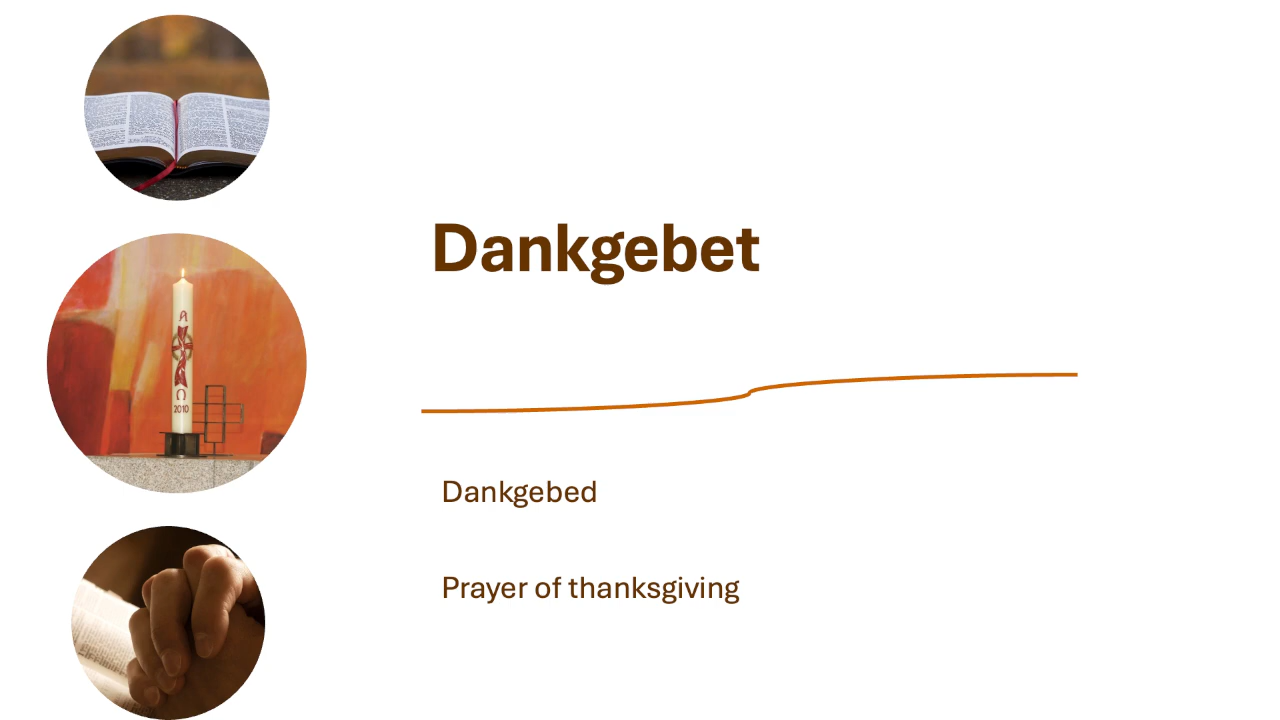 Dankgebet
Dankgebed
Prayer of thanksgiving
Α
Ω
2010